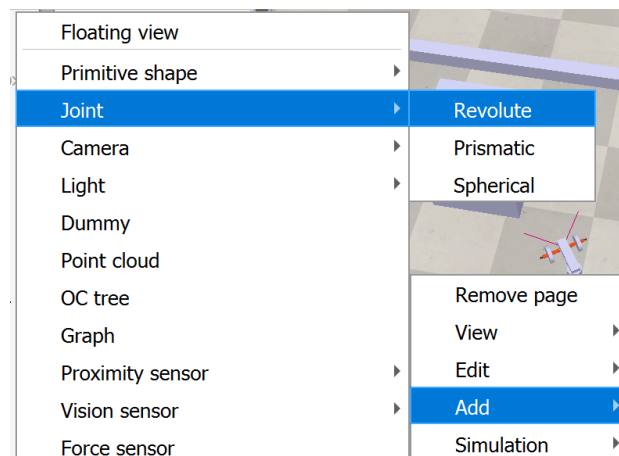 Floating view
Primitive shape
Joint
Camera
Light
Dummy
Point cloud
OC tree
Graph
Proximity sensor
Vision sensor
Force sensor
Revolute
Prismatic
Spherical
Remove page
View
Edit
Add
Simulation